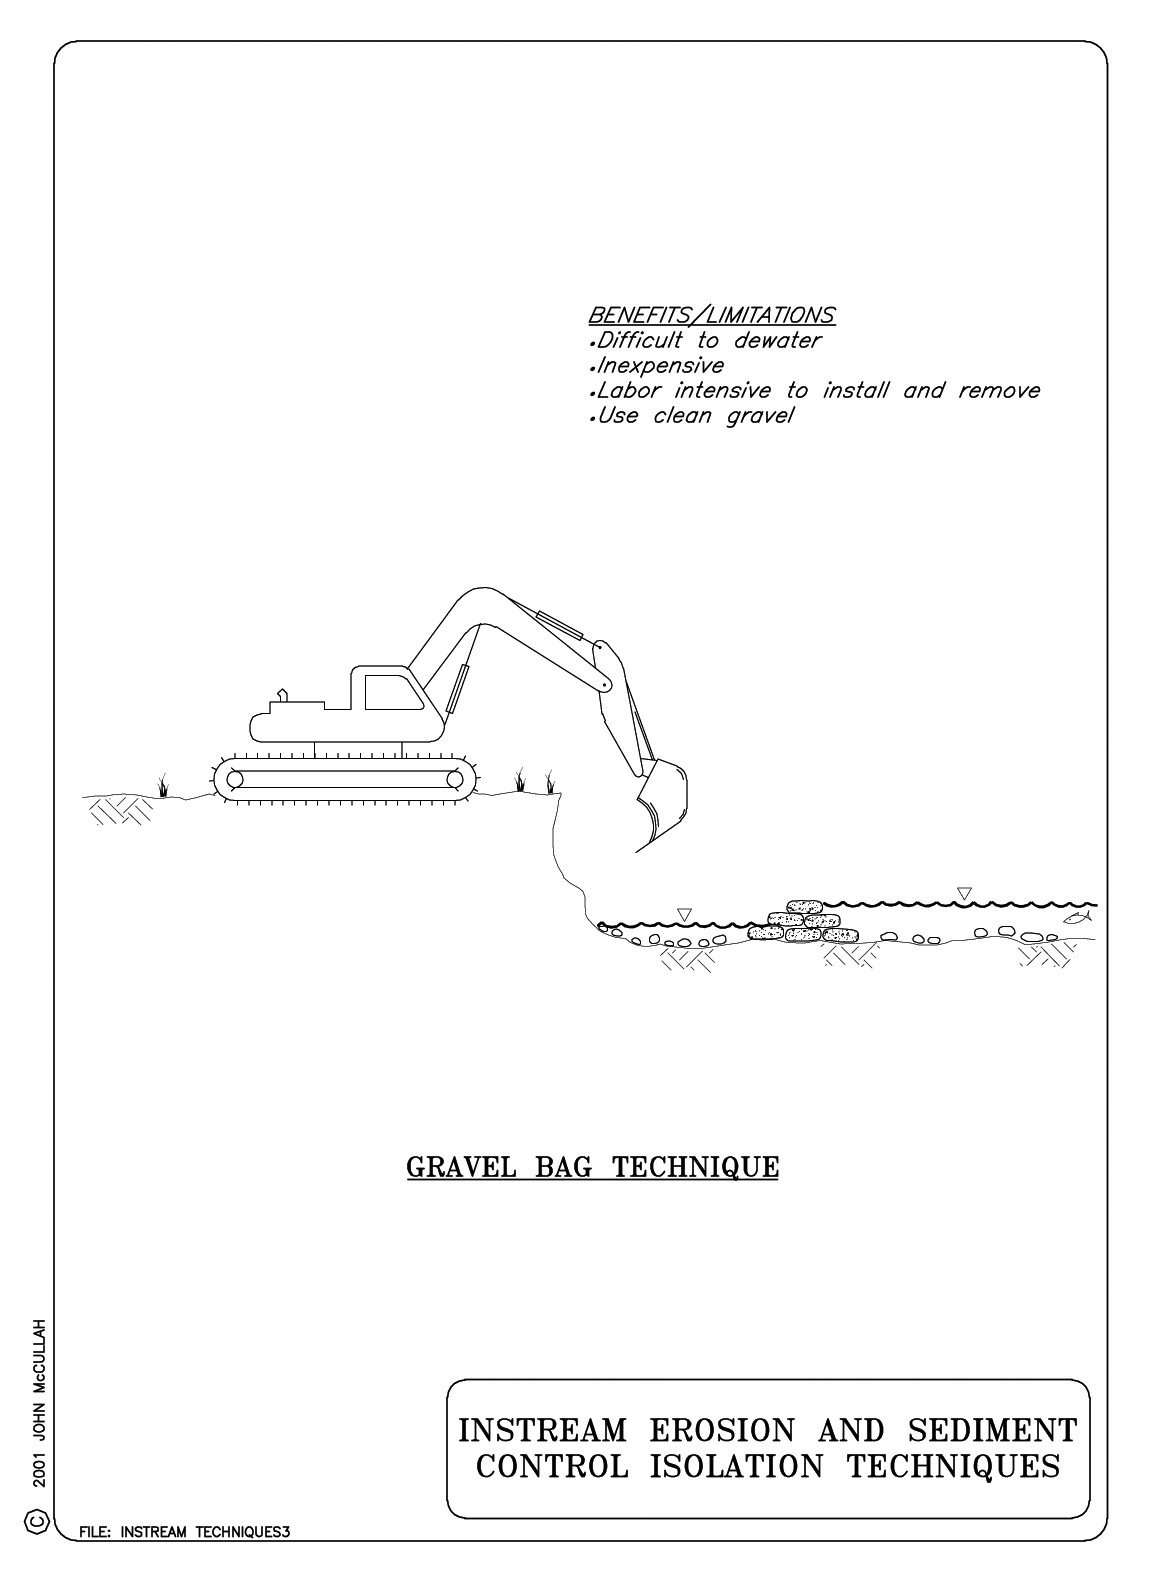 BENEFITS/LIMITATIONS
•Difficult to dewater
•Inexpensive
•Labor intensive to install and remove
•Use clean gravel
GRAVEL BAG TECHNIQUE
INSTREAM EROSION AND SEDIMENT
CONTROL ISOLATION TECHNIQUES
FILE: INSTREAM TECHNIQUES3
© 2001 JOHN McCULLAH